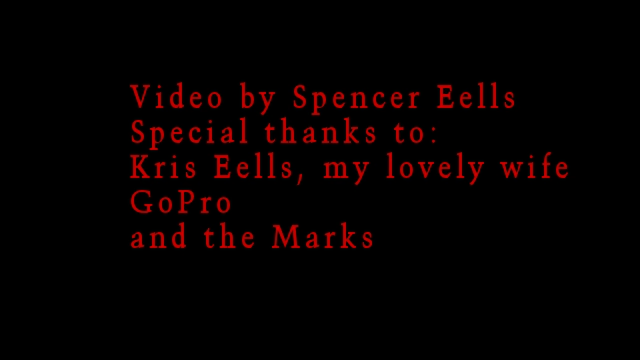 Video by Spencer Eells
Special thanks to:
Kris Eells, my lovely wife
GoPro
and the Marks